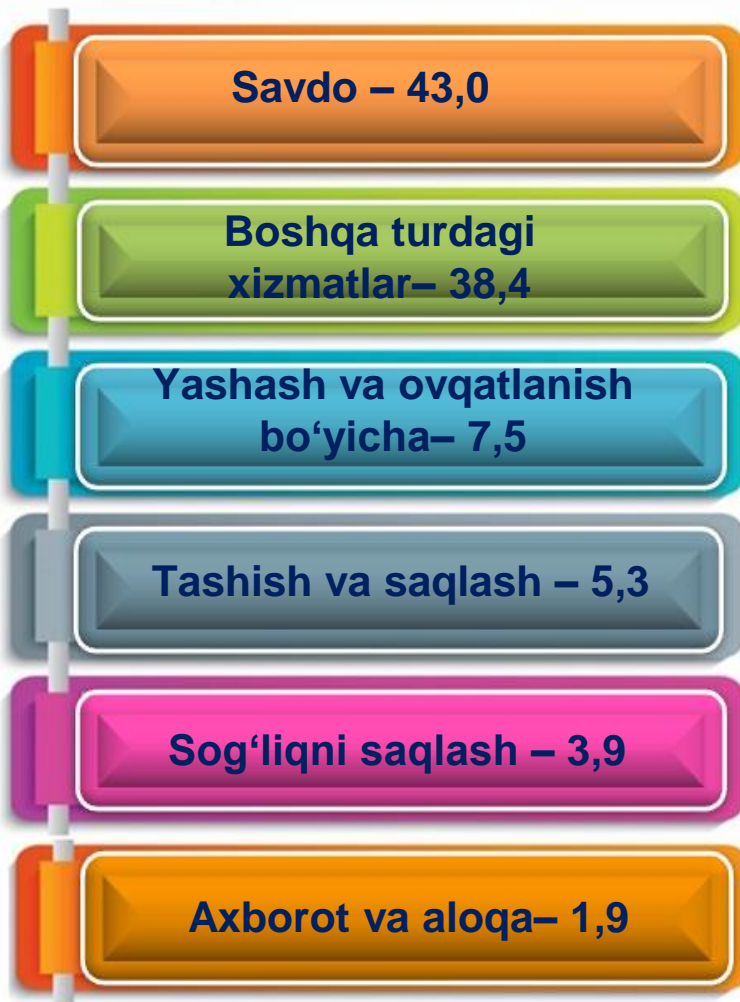 Savdo – 43,0
Boshqa turdagi
xizmatlar– 38,4
Yashash va ovqatlanish
bo‘yicha– 7,5
Tashish va saqlash – 5,3
Sog‘liqni saqlash – 3,9
Axborot va aloqa– 1,9